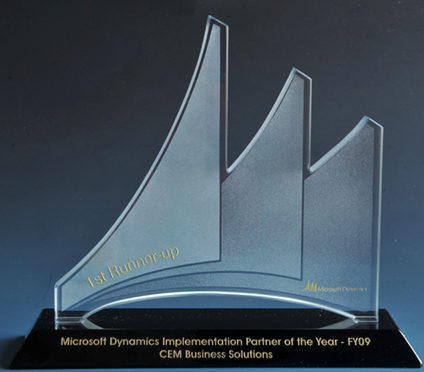 1st Runner-up
Microsoft Dynamics
Microsoft Dynamics Implementation Partner of the Year - FY09
CEM Business Solutions